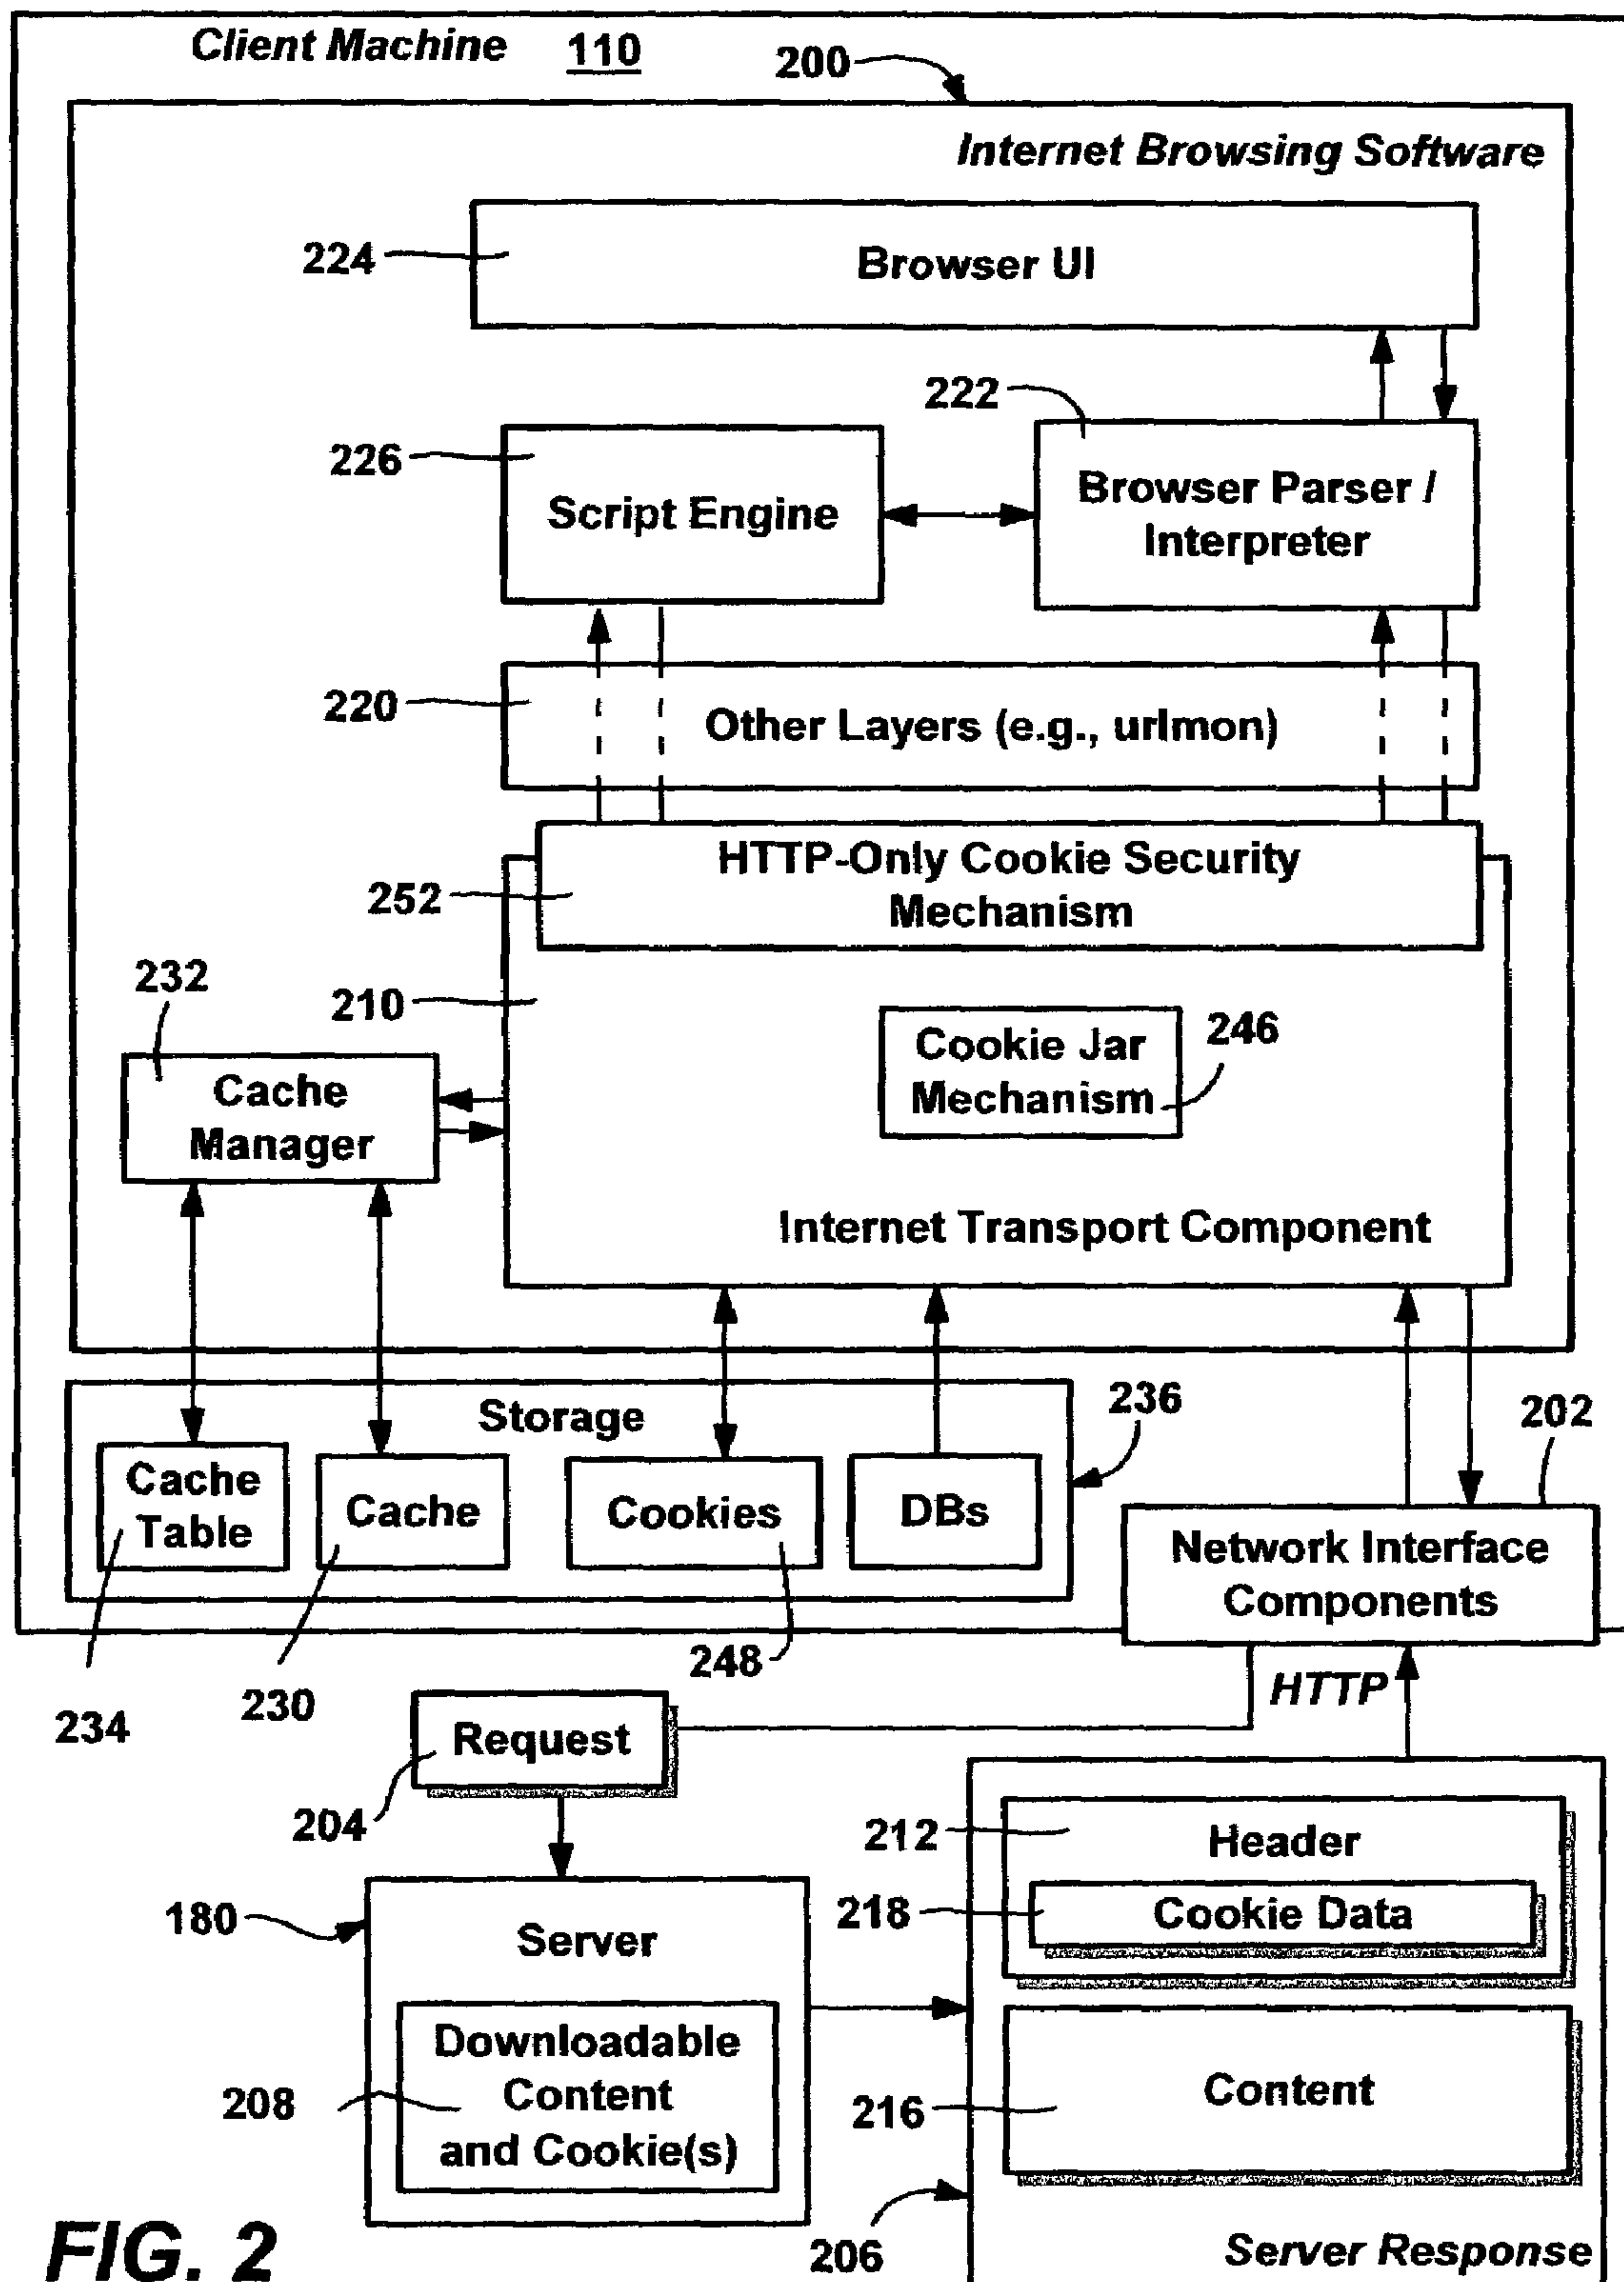 Client Machine 110
200
Internet Browsing Software
224
Browser UI
222
226
Script Engine
Browser Parser /
Interpreter
220
Other Layers (e.g., urlmon)
HTTP-Only Cookie Security
Mechanism
252
232
210
Cookie Jar
Mechanism
246
Cache
Manager
Internet Transport Component
Storage
236
202
Cache
Table
Cache
Cookies
DBs
Network Interface
Components
234
230
248
HTTP
Request
204
212
Header
218
Cookie Data
180
Server
Downloadable
Content
and Cookie(s)
208
216
Content
206
Server Response
FIG. 2